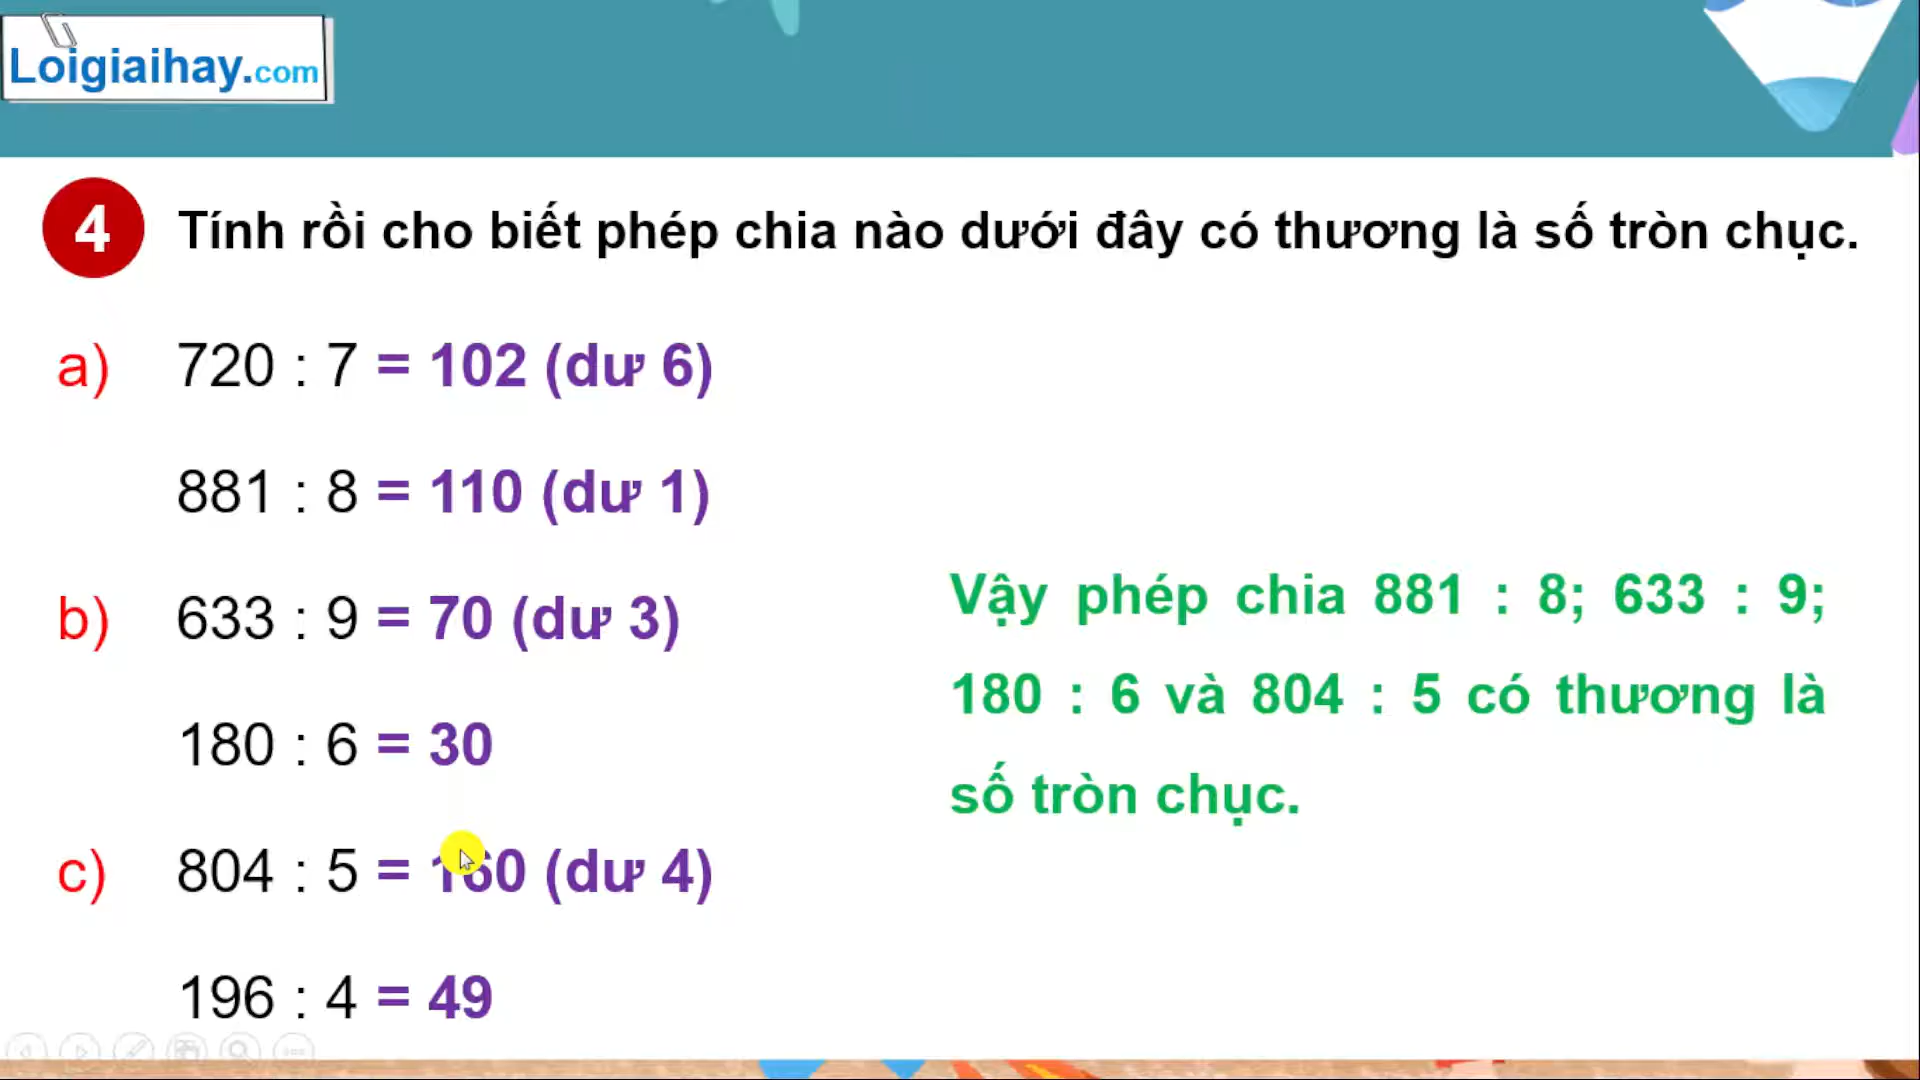 Loigiaihay.com
4 Tính rồi cho biết phép chia nào dưới đây có thương là số tròn chục.
a) 720 : 7 = 102 (dư 6)
881 : 8 = 110 (dư 1)
b) 633 : 9 = 70 (dư 3)
180 : 6 = 30
c) 804 : 5 = 160 (dư 4)
196 : 4 = 49
Vậy phép chia 881 : 8; 633 : 9;
180 : 6 và 804 : 5 có thương là
số tròn chục.